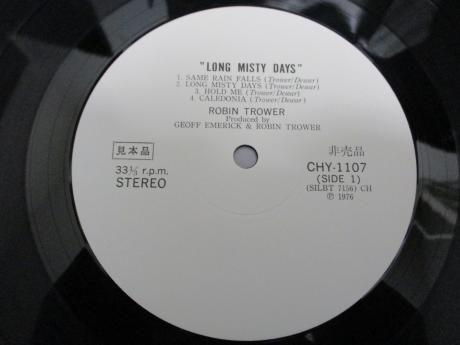 "LONG MISTY DAYS"
1. SAME RAIN FALLS (Trower/Dewar)
2. LONG MISTY DAYS (Trower/Dewar)
3. HOLD ME (Trower/Dewar)
4. CALEDONIA (Trower/Dewar)
ROBIN TROWER
Produced by
GEOFF EMERICK & ROBIN TROWER
見本品
33⅓ r.p.m.
STEREO
非売品
CHY-1107
(SIDE 1)
(SILBT 7156) CH
Ⓟ 1976